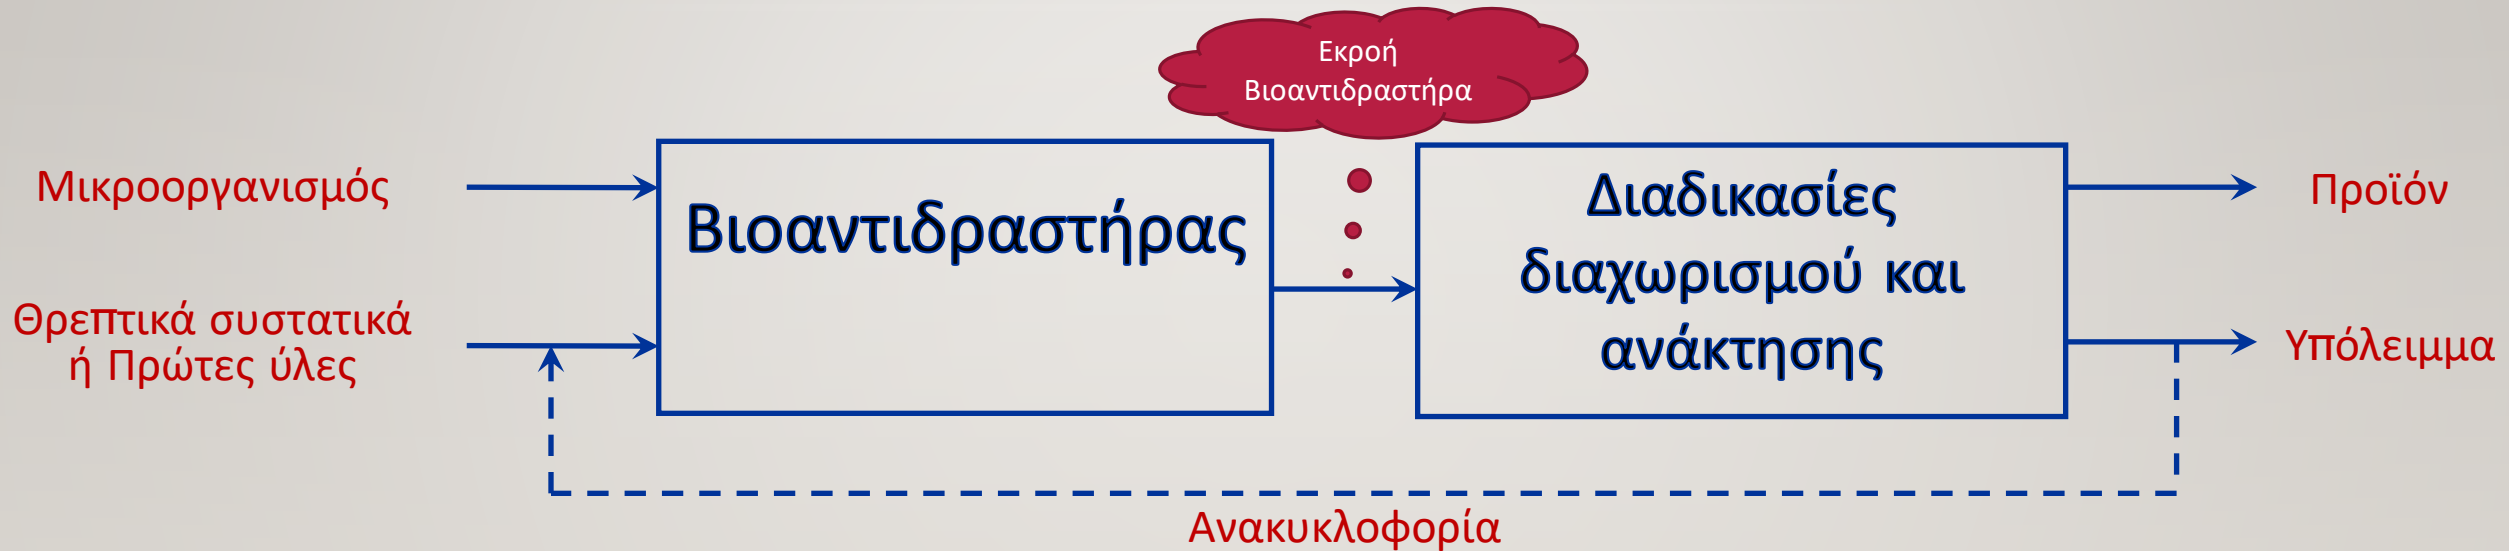 Εκροή
Βιοαντιδραστήρα
Μικροοργανισμός
Θρεπτικά συστατικά
ή Πρώτες ύλες
Βιοαντιδραστήρας
Διαδικασίες
διαχωρισμού και
ανάκτησης
Προϊόν
Υπόλειμμα
Ανακυκλοφορία